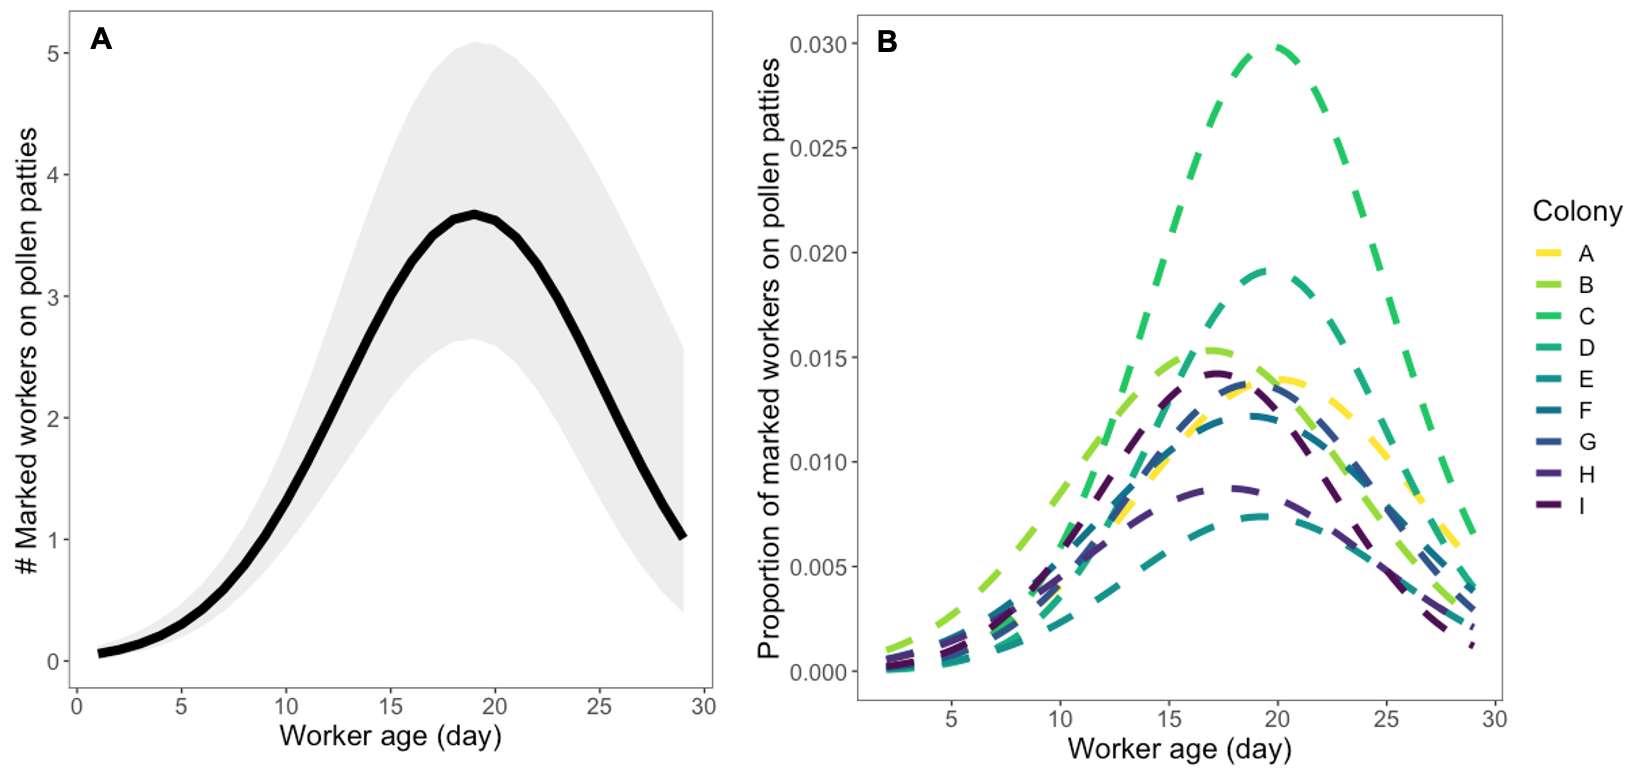 A
# Marked workers on pollen patties
5
4
3
2
1
0
0 5 10 15 20 25 30
Worker age (day)
B
Proportion of marked workers on pollen patties
0.030
0.025
0.020
0.015
0.010
0.005
0.000
5 10 15 20 25 30
Worker age (day)
Colony
A
B
C
D
E
F
G
H
I